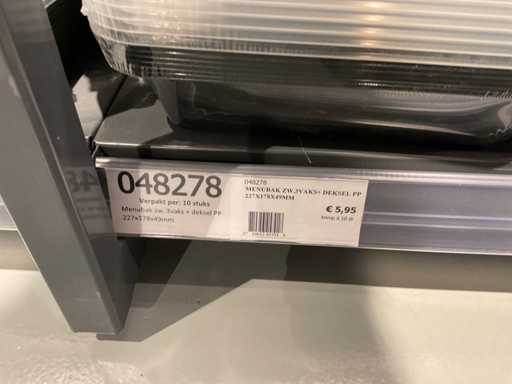 048278
Verpakt per: 10 stuks
Menubak zw. 3vaks + deksel PP
227x178x49mm
048278
MENUBAK ZW.3VAKS+ DEKSEL PP
227X178X49MM
€ 5,95